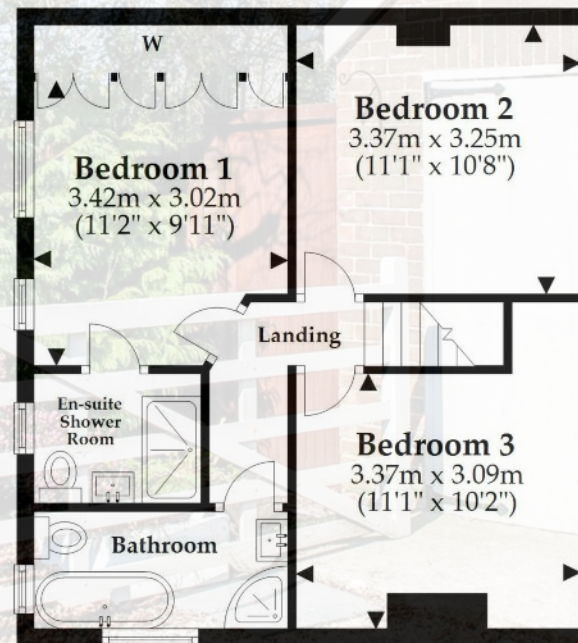 W
Bedroom 1
3.42m x 3.02m
(11'2" x 9'11")
Bedroom 2
3.37m x 3.25m
(11'1" x 10'8")
Landing
En-suite
Shower
Room
Bedroom 3
3.37m x 3.09m
(11'1" x 10'2")
Bathroom